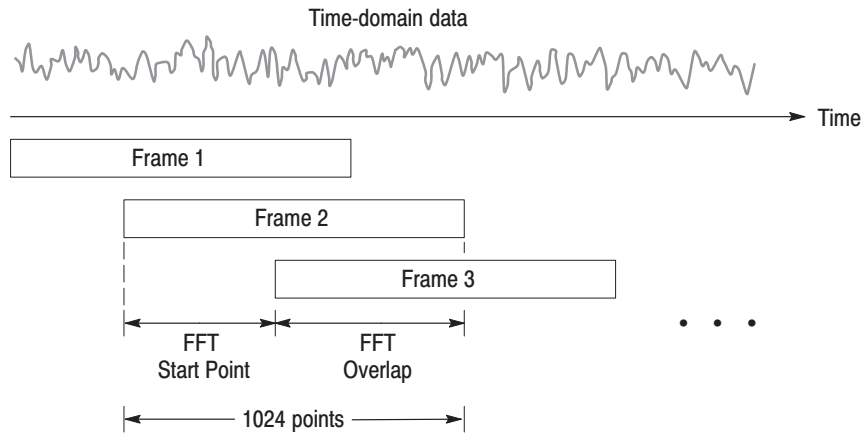 Time-domain data
Time
Frame 1
Frame 2
Frame 3
FFT
Start Point
FFT
Overlap
1024 points